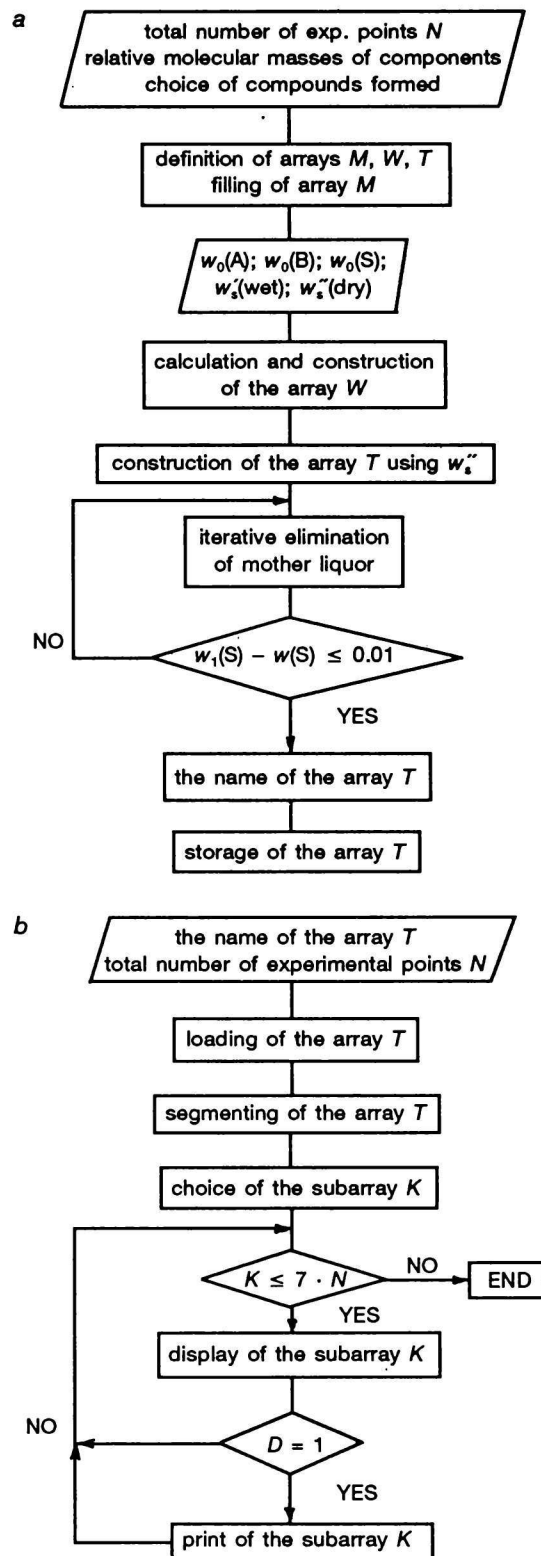 a
total number of exp. points N
relative molecular masses of components
choice of compounds formed
definition of arrays M, W, T
filling of array M
w₀(A); w₀(B); w₀(S);
wₛ′(wet); wₛ″(dry)
calculation and construction
of the array W
construction of the array T using wₛ″
iterative elimination
of mother liquor
NO
w₁(S) − w(S) ≤ 0.01
YES
the name of the array T
storage of the array T
b
the name of the array T
total number of experimental points N
loading of the array T
segmenting of the array T
choice of the subarray K
K ≤ 7 · N
NO
END
YES
display of the subarray K
NO
D = 1
YES
print of the subarray K